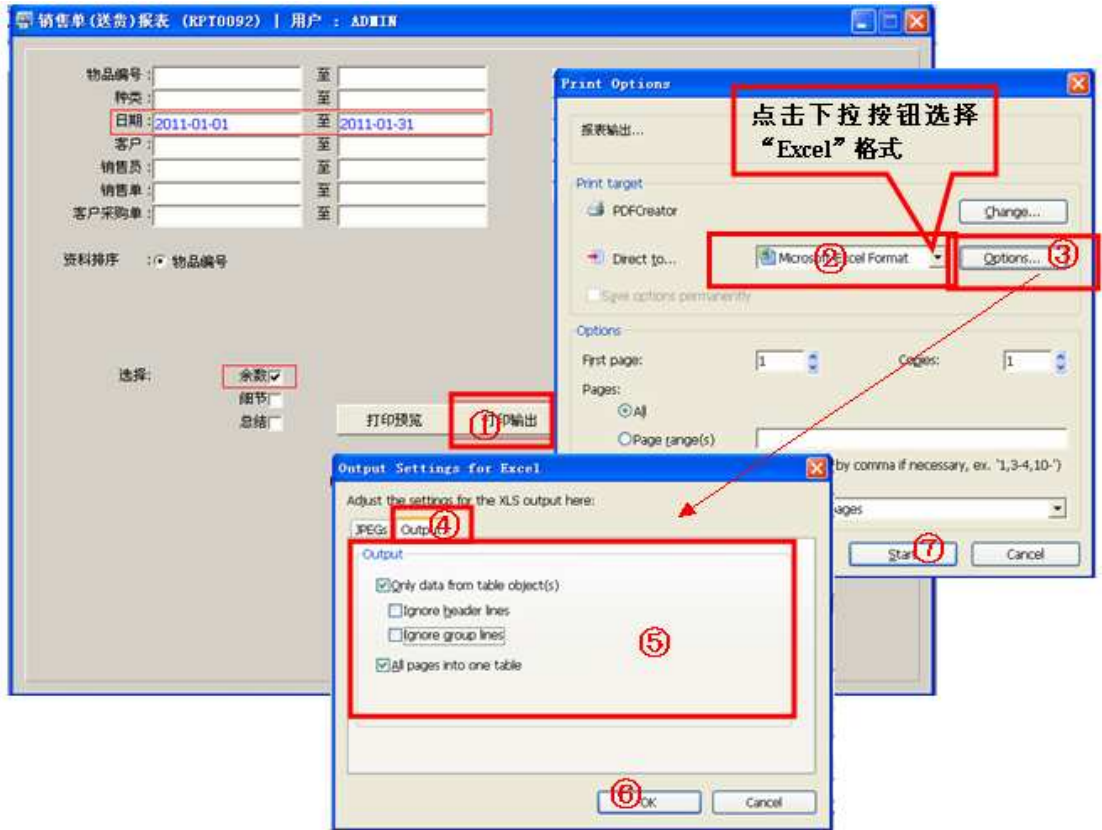 销售单(送货)报表 (RPT0092) | 用户 : ADMIN
物品编号 : 至
种类 : 至
日期 : 2011-01-01 至 2011-01-31
客户 : 至
销售员 : 至
销售单 : 至
客户采购单 : 至
资料排序 : 物品编号
选择: 余数
细节
总结
打印预览 ①打印输出
Print Options
报表输出...
点击下拉按钮选择
“Excel”格式
Print target
PDFCreator Change...
Direct to... Microsoft Excel Format ② Options... ③
Save options permanently
Options
First page: 1 Copies: 1
Pages:
All
Page range(s)
by comma if necessary, ex. '1,3-4,10-')
ages
Start ⑦ Cancel
Output Settings for Excel
Adjust the settings for the XLS output here:
JPEGs Output ④
Output
Only data from table object(s)
Ignore header lines
Ignore group lines
⑤
All pages into one table
⑥ OK Cancel